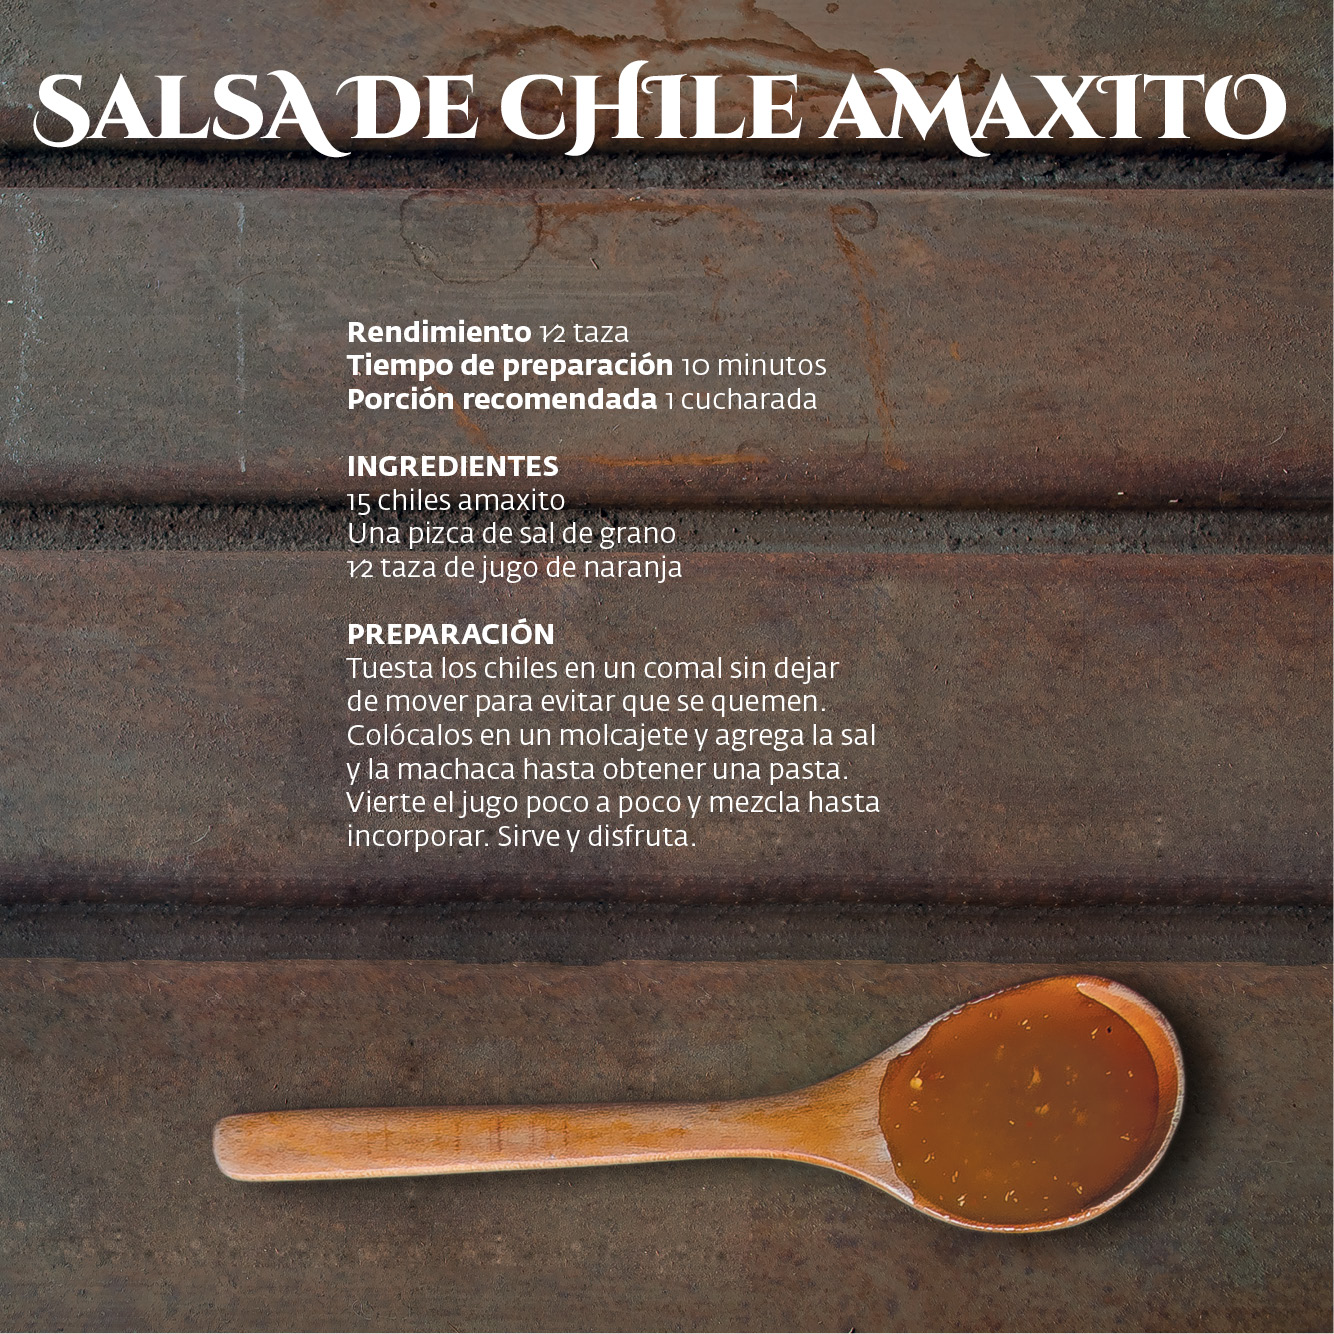 SALSA DE CHILE AMAXITO
Rendimiento 1/2 taza
Tiempo de preparación 10 minutos
Porción recomendada 1 cucharada
INGREDIENTES
15 chiles amaxito
Una pizca de sal de grano
1/2 taza de jugo de naranja
PREPARACIÓN
Tuesta los chiles en un comal sin dejar
de mover para evitar que se quemen.
Colócalos en un molcajete y agrega la sal
y la machaca hasta obtener una pasta.
Vierte el jugo poco a poco y mezcla hasta
incorporar. Sirve y disfruta.